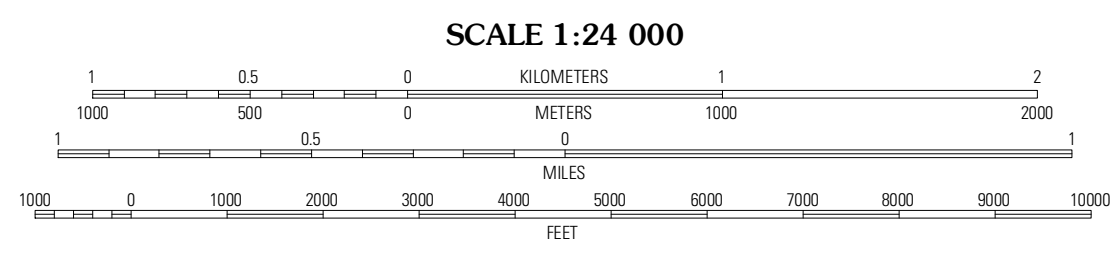 SCALE 1:24 000
1 0.5 0 KILOMETERS 1 2
1000 500 0 METERS 1000 2000
1 0.5 0 1
MILES
1000 0 1000 2000 3000 4000 5000 6000 7000 8000 9000 10000
FEET